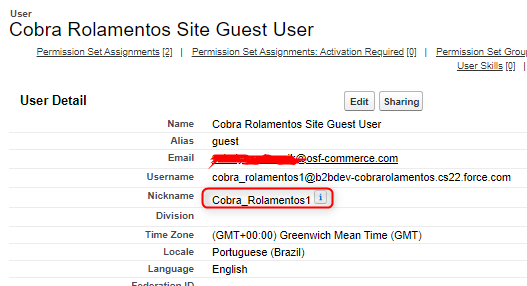 User
Cobra Rolamentos Site Guest User
Permission Set Assignments [2] | Permission Set Assignments: Activation Required [0] | Permission Set Grou
User Skills [0] |
User Detail
Edit Sharing
Name Cobra Rolamentos Site Guest User
Alias guest
Email @osf-commerce.com
Username cobra_rolamentos1@b2bdev-cobrarolamentos.cs22.force.com
Nickname Cobra_Rolamentos1 i
Division
Time Zone (GMT+00:00) Greenwich Mean Time (GMT)
Locale Portuguese (Brazil)
Language English
Federation ID